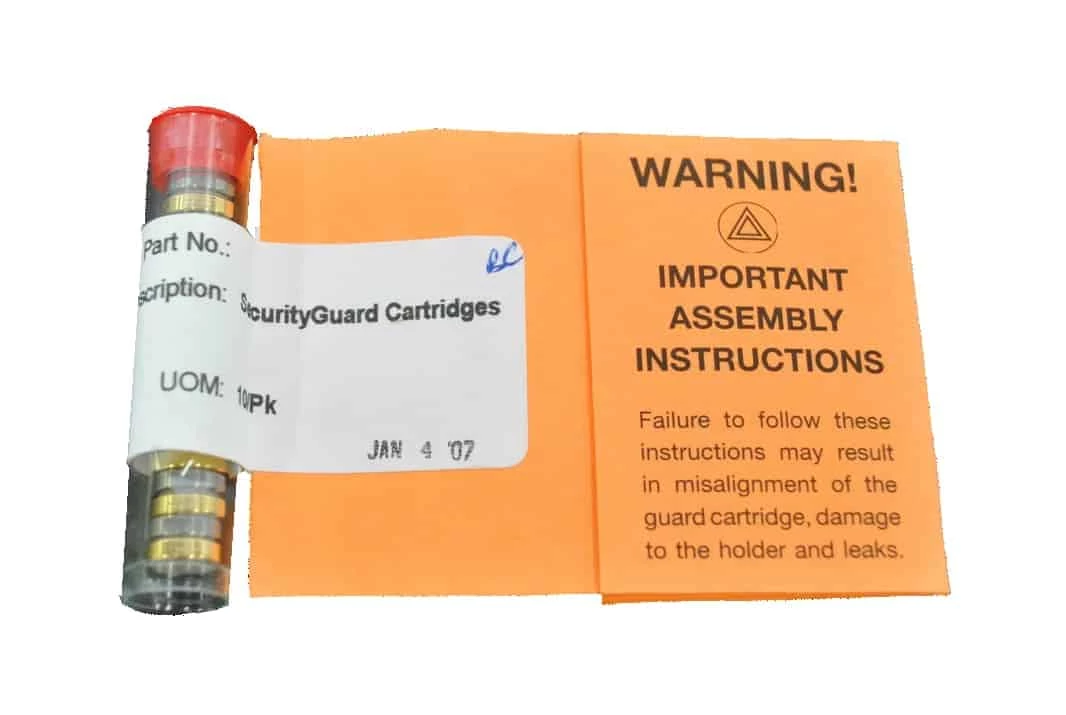 Part No.:
scription: SecurityGuard Cartridges
UOM: 10/Pk
JAN 4 '07
WARNING!
IMPORTANT
ASSEMBLY
INSTRUCTIONS
Failure to follow these
instructions may result
in misalignment of the
guard cartridge, damage
to the holder and leaks.